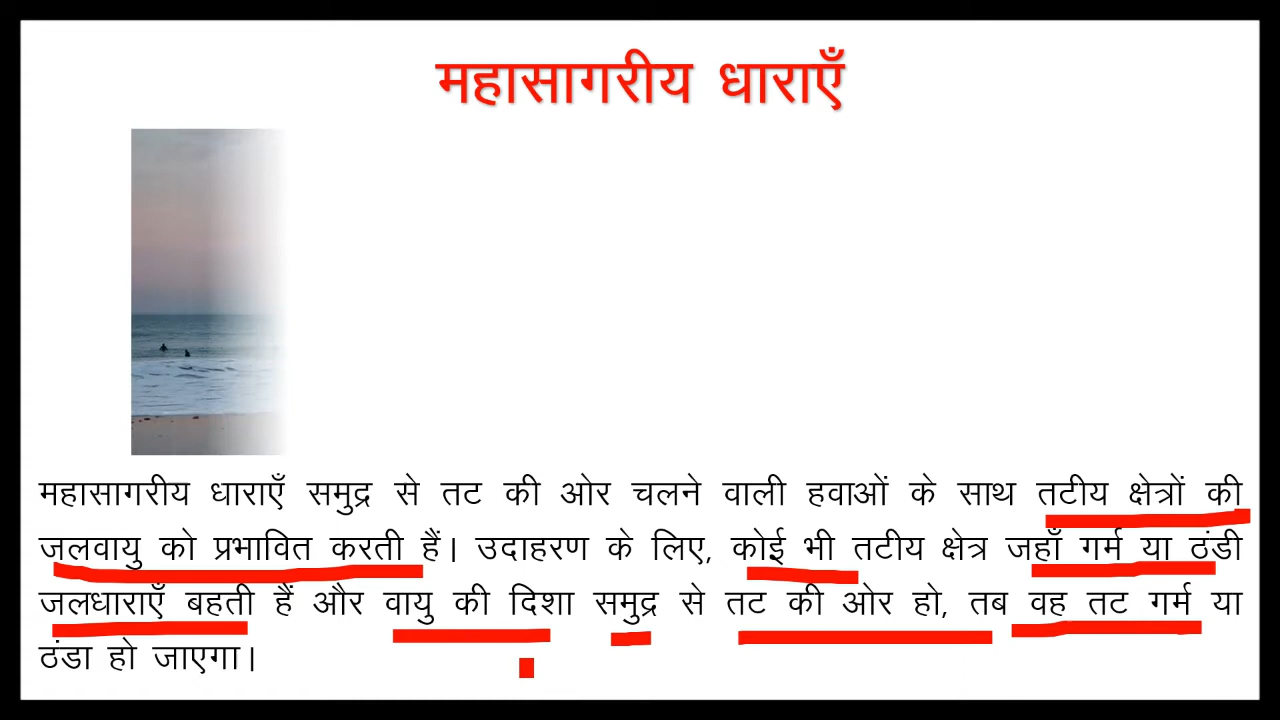 महासागरीय धाराएँ
महासागरीय धाराएँ समुद्र से तट की ओर चलने वाली हवाओं के साथ तटीय क्षेत्रों की
जलवायु को प्रभावित करती हैं। उदाहरण के लिए, कोई भी तटीय क्षेत्र जहाँ गर्म या ठंडी
जलधाराएँ बहती हैं और वायु की दिशा समुद्र से तट की ओर हो, तब वह तट गर्म या
ठंडा हो जाएगा।